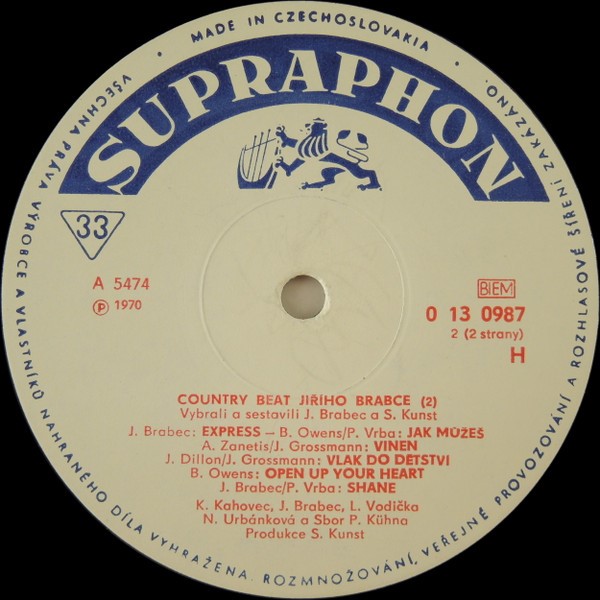 • MADE IN CZECHOSLOVAKIA •
SUPRAPHON
VŠECHNA PRÁVA VÝROBCE A VLASTNÍKŮ NAHRANÉHO DÍLA VYHRAŽENA. ROZMNOŽOVÁNÍ, VEŘEJNÉ PROVOZOVÁNÍ A ROZHLASOVÉ ŠÍŘENÍ ZAKÁZÁNO.
33
A 5474
Ⓟ 1970
BIEM
0 13 0987
2 (2 strany)
H
COUNTRY BEAT JIŘÍHO BRABCE (2)
Vybrali a sestavili J. Brabec a S. Kunst
J. Brabec: EXPRESS – B. Owens/P. Vrba: JAK MŮŽEŠ
A. Zanetis/J. Grossmann: VINEN
J. Dillon/J. Grossmann: VLAK DO DĚTSTVI
B. Owens: OPEN UP YOUR HEART
J. Brabec/P. Vrba: SHANE
K. Kahovec, J. Brabec, L. Vodička
N. Urbánková a Sbor P. Kühna
Produkce S. Kunst